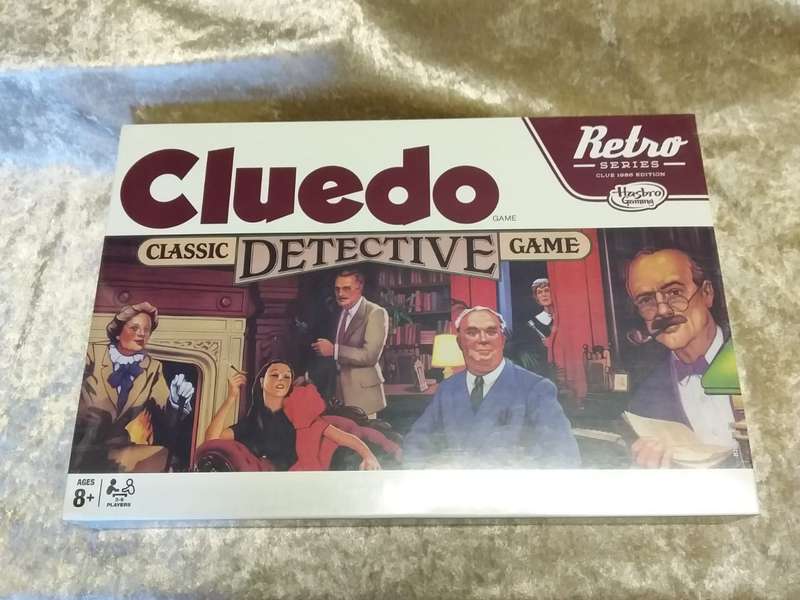 Cluedo
GAME
Retro
SERIES
CLUE 1986 EDITION
Hasbro
Gaming
CLASSIC DETECTIVE GAME
AGES
8+
2-6
PLAYERS